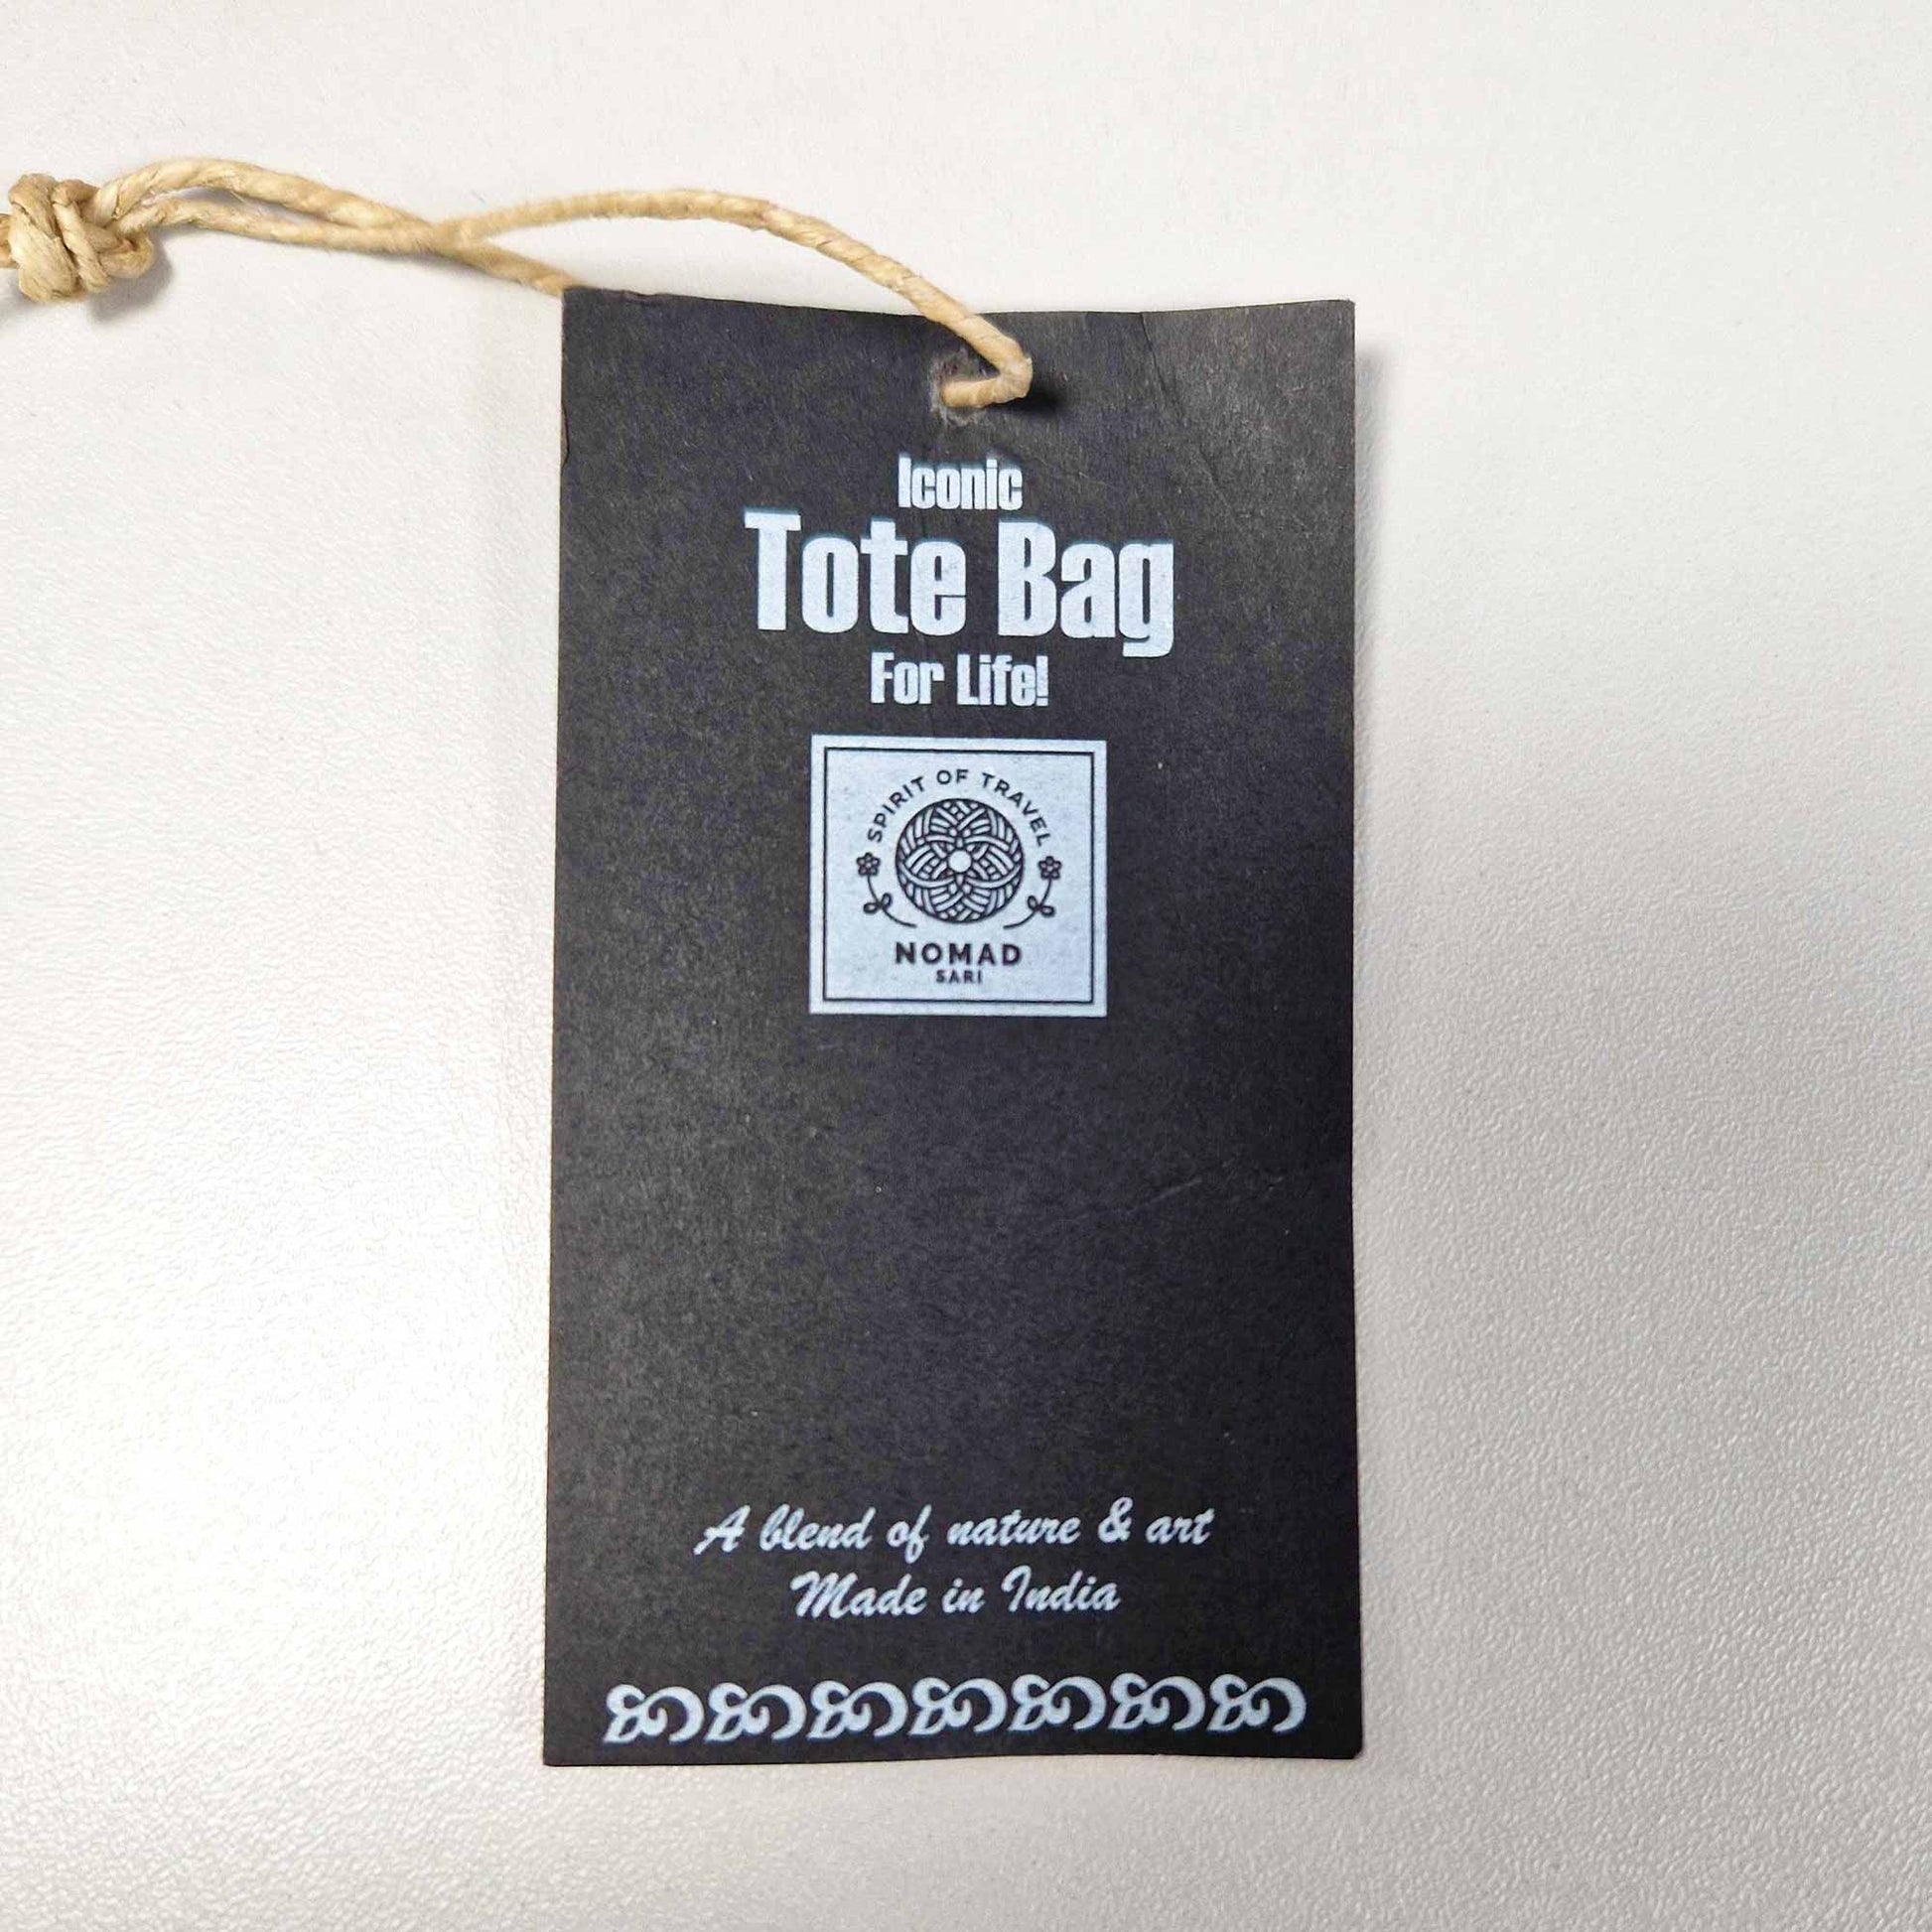 Iconic
Tote Bag
For Life!
SPIRIT OF TRAVEL
NOMAD
SARI
A blend of nature & art
Made in India